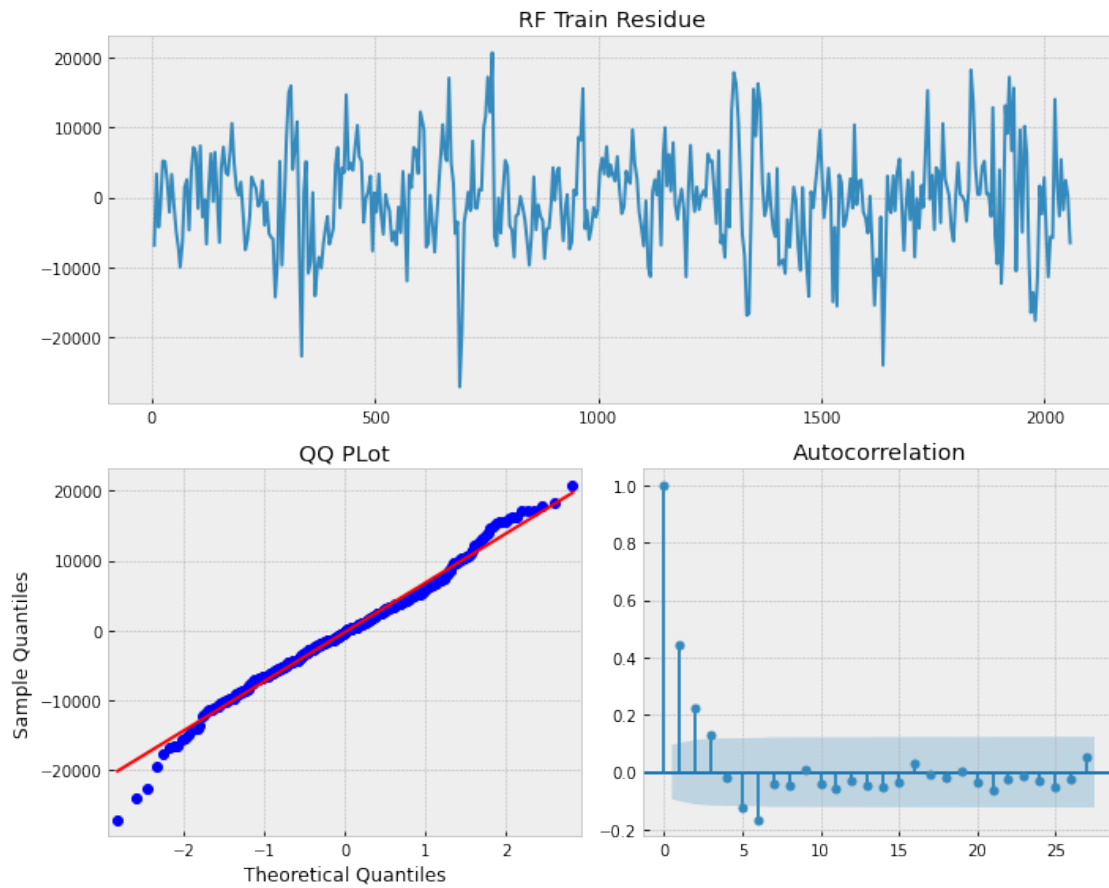 RF Train Residue
20000
10000
0
−10000
−20000
0 500 1000 1500 2000
QQ PLot
20000
10000
0
−10000
−20000
−2 −1 0 1 2
Sample Quantiles
Theoretical Quantiles
Autocorrelation
1.0
0.8
0.6
0.4
0.2
0.0
−0.2
0 5 10 15 20 25